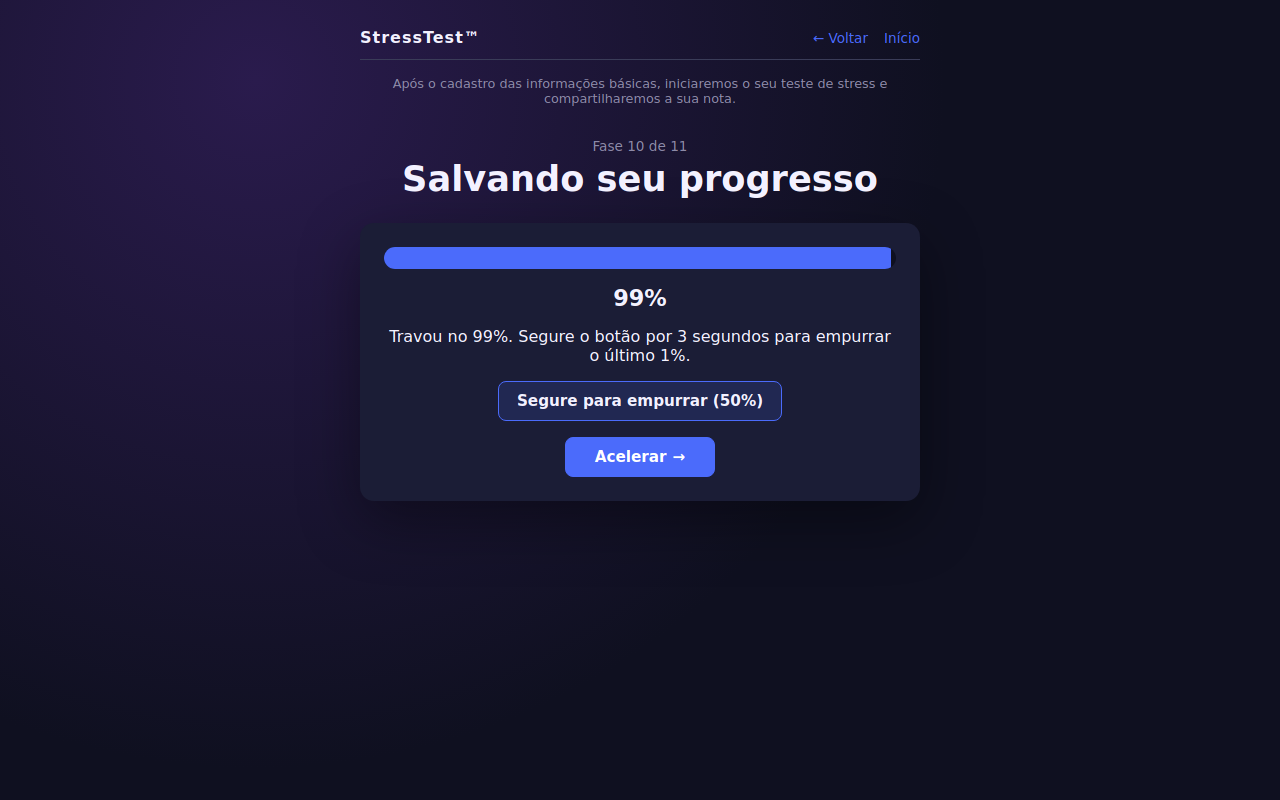 StressTest™
← Voltar Início
Após o cadastro das informações básicas, iniciaremos o seu teste de stress e
compartilharemos a sua nota.
Fase 10 de 11
Salvando seu progresso
99%
Travou no 99%. Segure o botão por 3 segundos para empurrar
o último 1%.
Segure para empurrar (50%)
Acelerar →